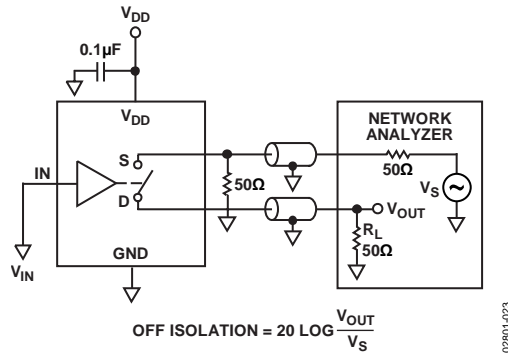 VDD
0.1µF
VDD
NETWORK
ANALYZER
IN
S
50Ω
50Ω
VS
D
VOUT
RL
50Ω
GND
VIN
OFF ISOLATION = 20 LOG VOUT
VS
02801-023